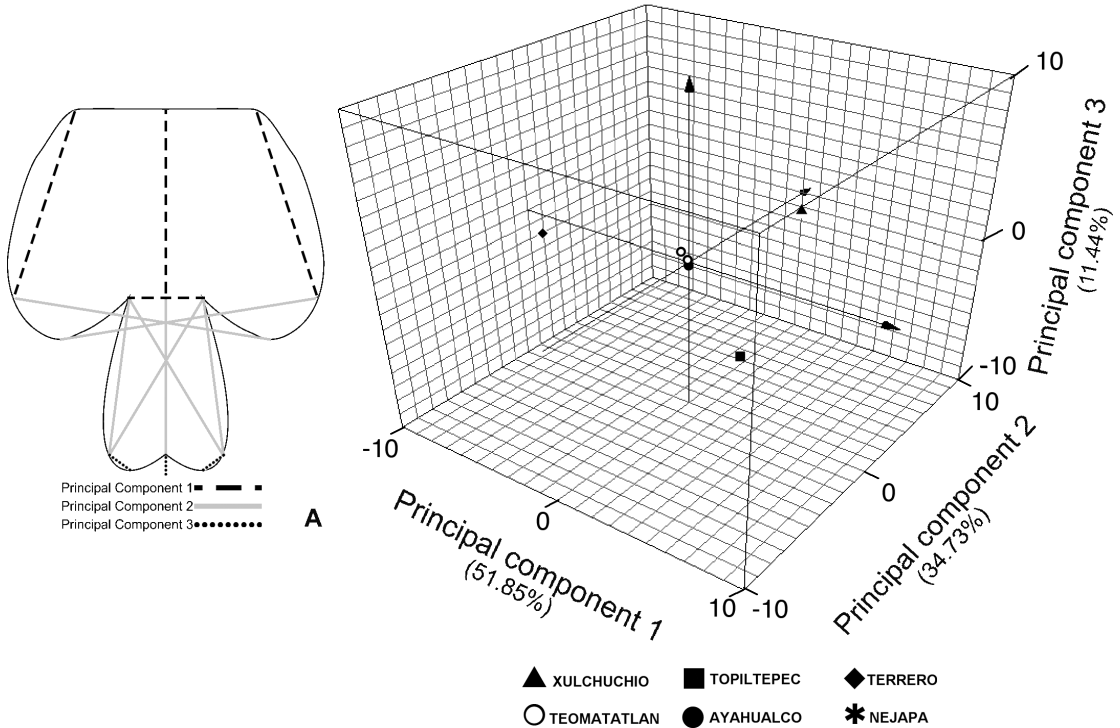 Principal Component 1
Principal Component 2
Principal Component 3
A
10
0
-10
Principal component 3
(11.44%)
10
0
-10
Principal component 2
(34.73%)
-10
0
10
Principal component 1
(51.85%)
XULCHUCHIO
TOPILTEPEC
TERRERO
TEOMATATLAN
AYAHUALCO
NEJAPA